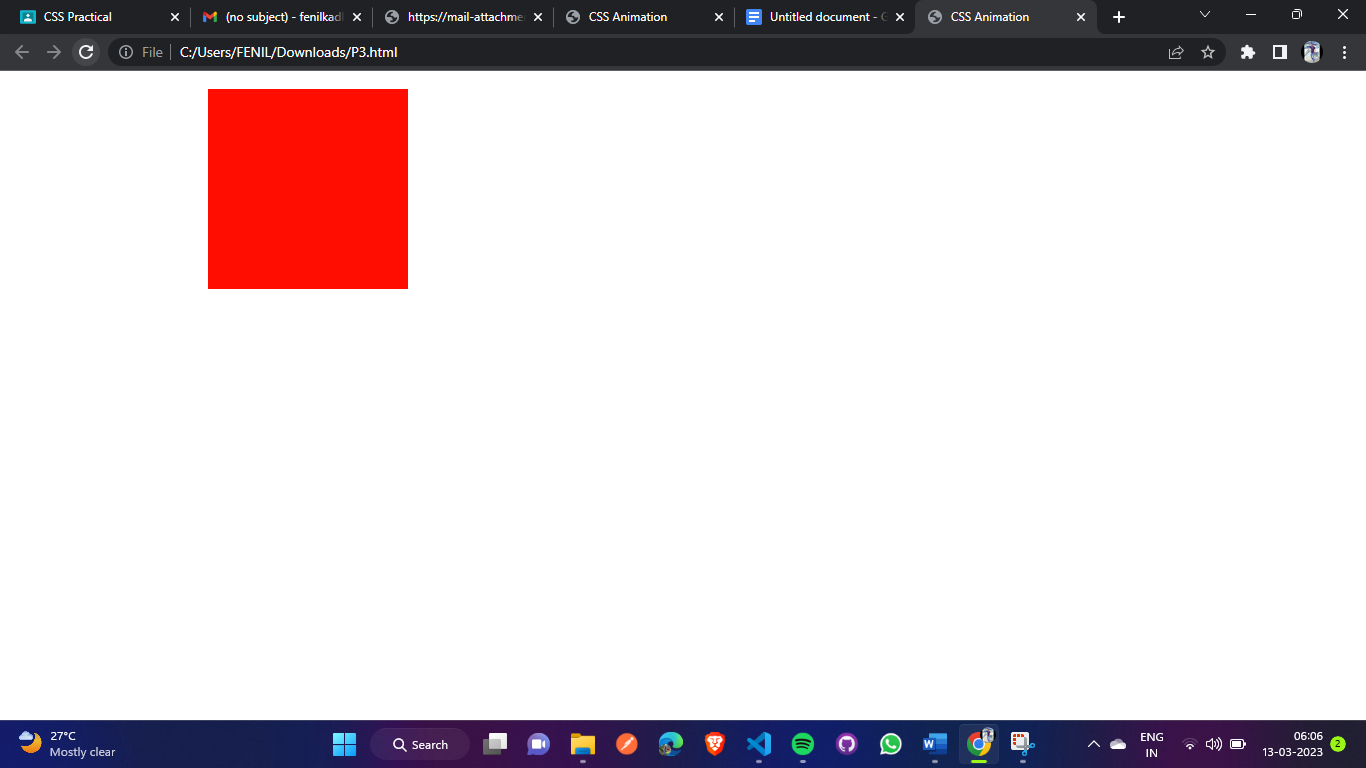 CSS Practical
(no subject) - fenilkad
https://mail-attachme
CSS Animation
Untitled document - G
CSS Animation
File
C:/Users/FENIL/Downloads/P3.html
27°C
Mostly clear
Search
ENG
IN
06:06
13-03-2023
2